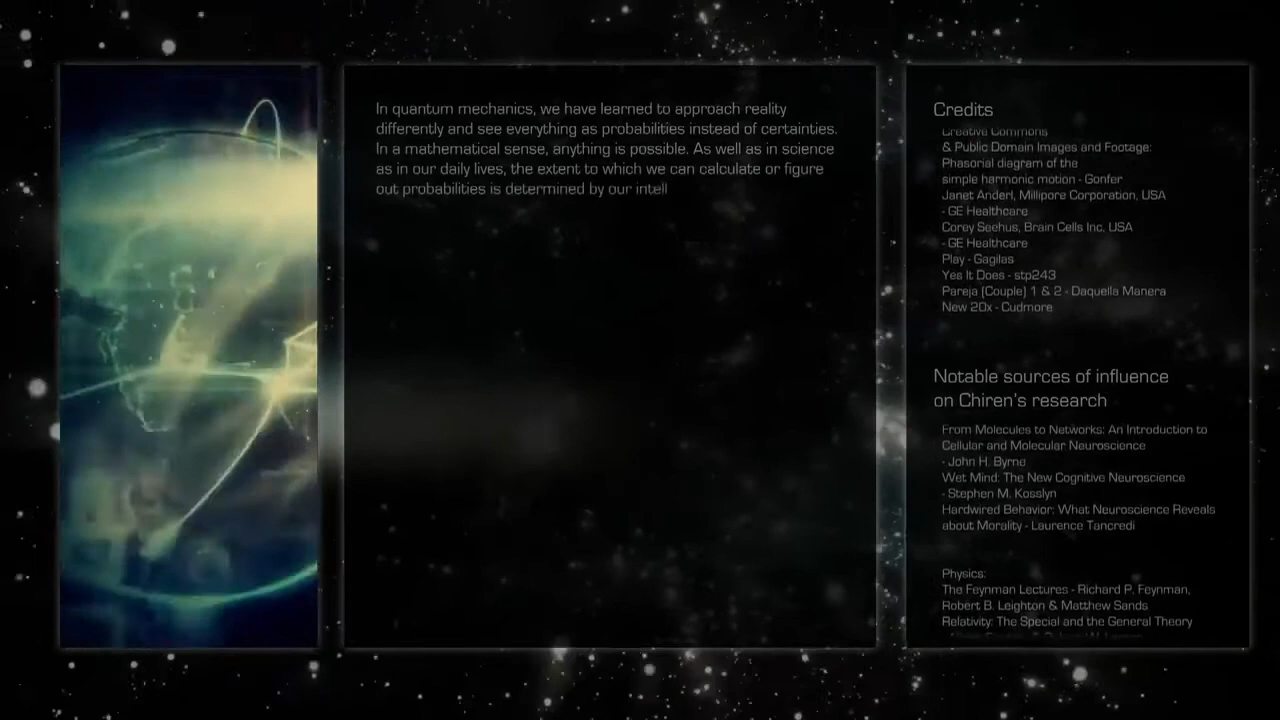 In quantum mechanics, we have learned to approach reality
differently and see everything as probabilities instead of certainties.
In a mathematical sense, anything is possible. As well as in science
as in our daily lives, the extent to which we can calculate or figure
out probabilities is determined by our intell
Credits
Creative Commons
& Public Domain Images and Footage:
Phasorial diagram of the
simple harmonic motion - Gonfer
Janet Anderl, Millipore Corporation, USA
- GE Healthcare
Corey Seehus, Brain Cells Inc, USA
- GE Healthcare
Play - Gagilas
Yes It Does - stp243
Pareja (Couple) 1 & 2 - Daquella Manera
New 20x - Cudmore
Notable sources of influence
on Chiren's research
From Molecules to Networks: An Introduction to
Cellular and Molecular Neuroscience
- John H. Byrne
Wet Mind: The New Cognitive Neuroscience
- Stephen M. Kosslyn
Hardwired Behavior; What Neuroscience Reveals
about Morality - Laurence Tancredi
Physics:
The Feynman Lectures - Richard P. Feynman,
Robert B. Leighton & Matthew Sands
Relativity: The Special and the General Theory